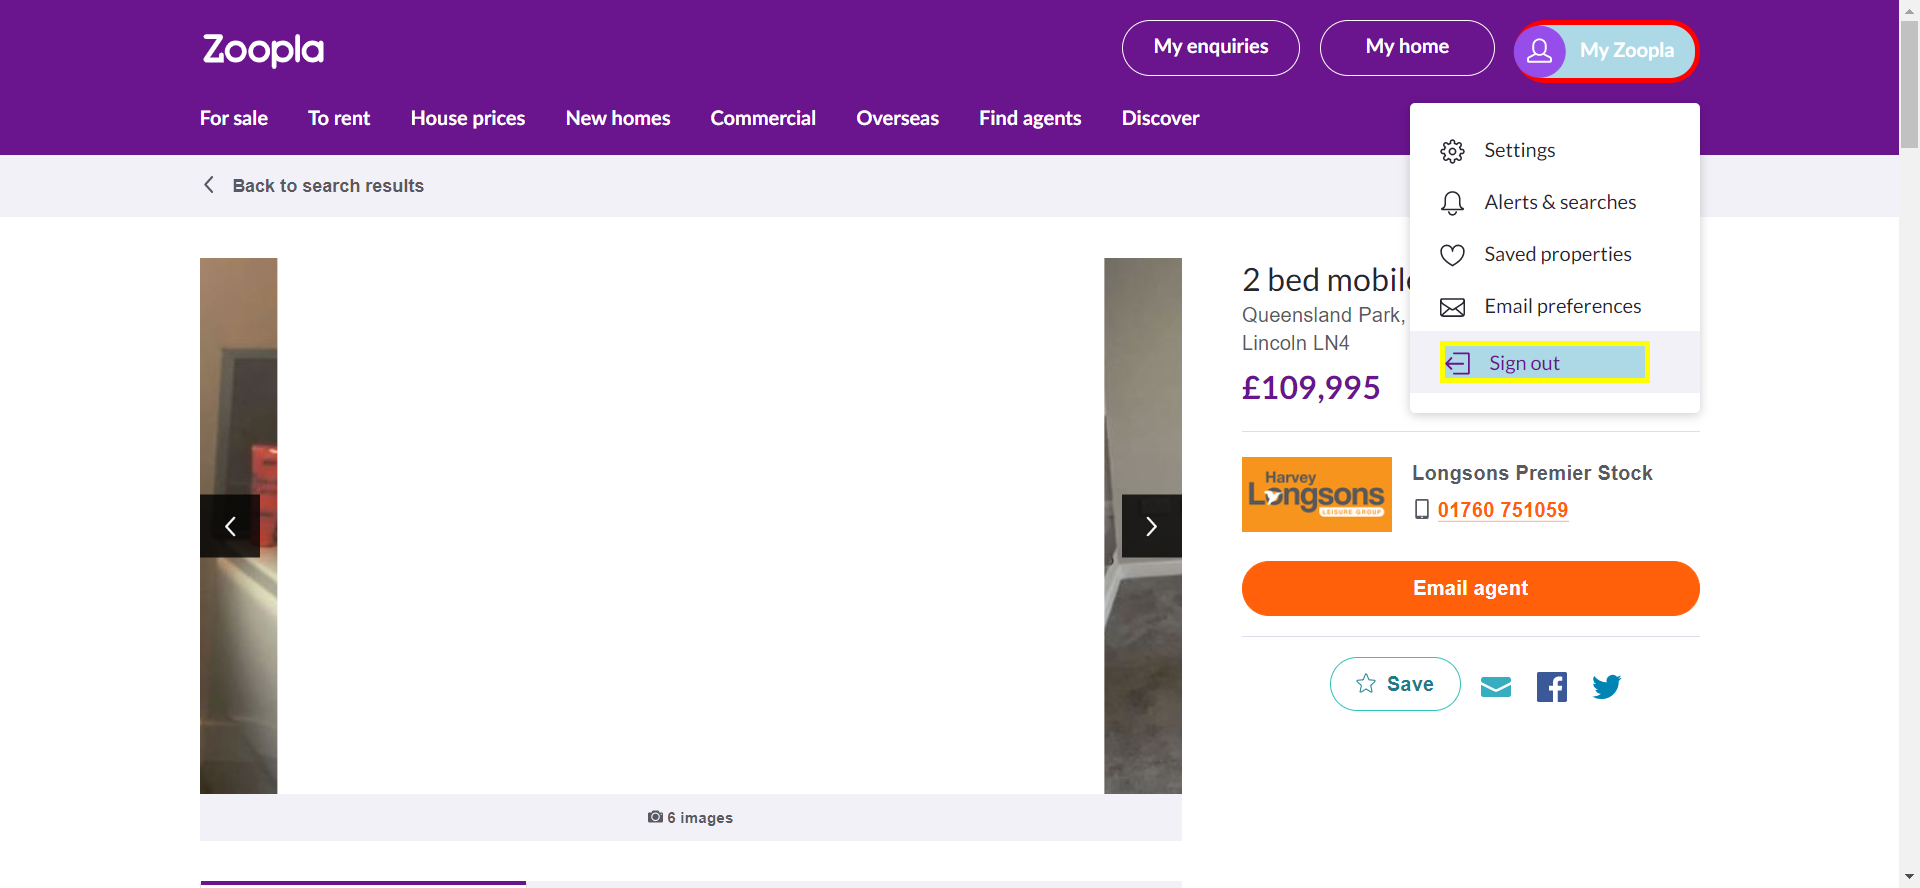 Zoopla
My enquiries
My home
My Zoopla
For sale
To rent
House prices
New homes
Commercial
Overseas
Find agents
Discover
Settings
Alerts & searches
Saved properties
Email preferences
Sign out
Back to search results
2 bed mobil
Queensland Park,
Lincoln LN4
£109,995
Harvey
Longsons
LEISURE GROUP
Longsons Premier Stock
01760 751059
Email agent
Save
6 images